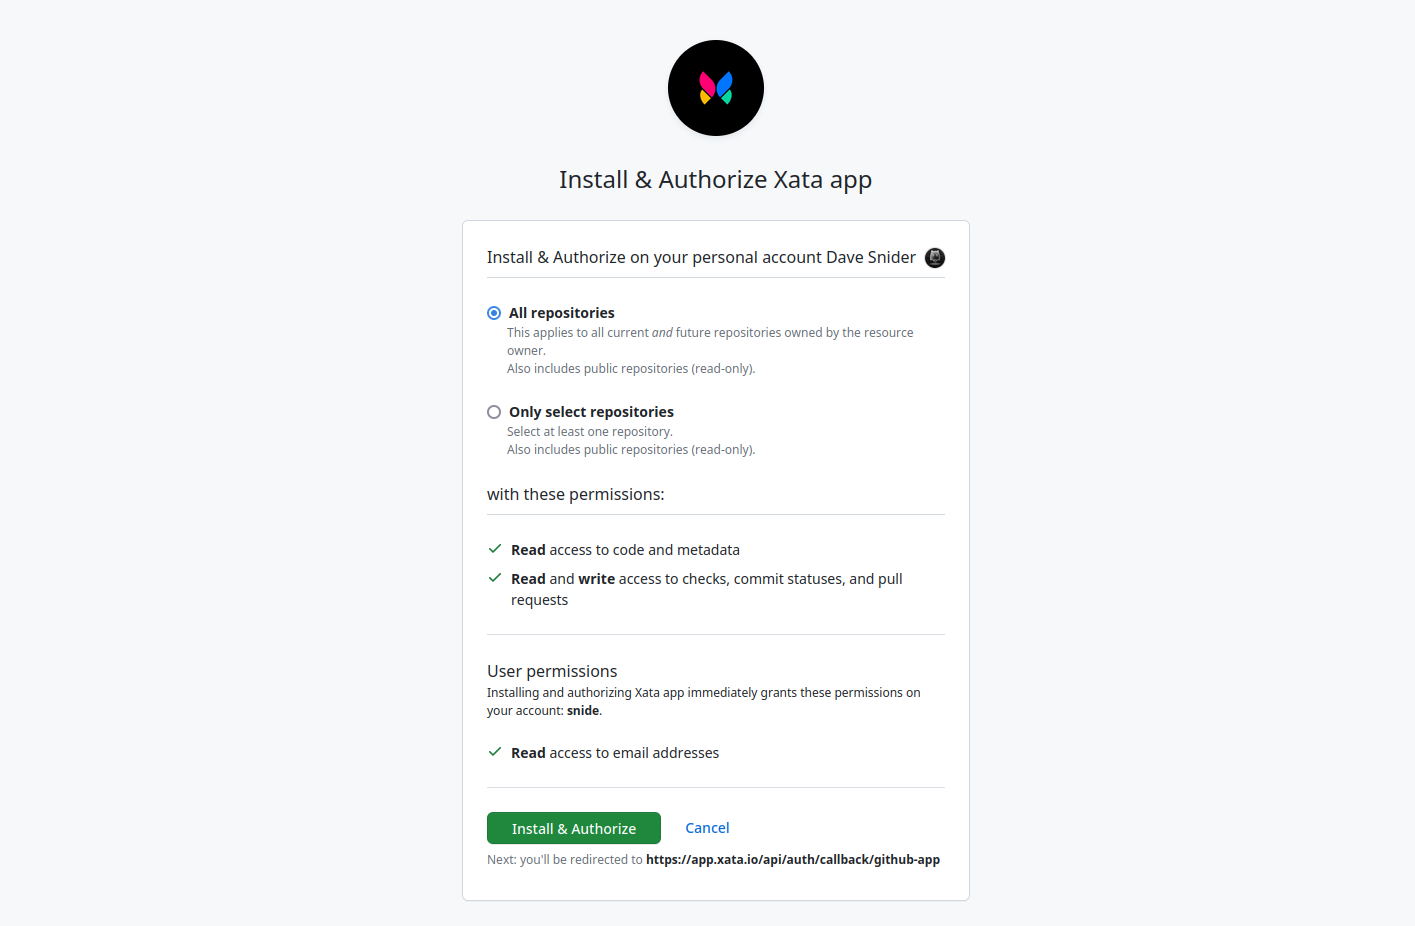 Install & Authorize Xata app
Install & Authorize on your personal account Dave Snider
All repositories
This applies to all current and future repositories owned by the resource
owner.
Also includes public repositories (read-only).
Only select repositories
Select at least one repository.
Also includes public repositories (read-only).
with these permissions:
Read access to code and metadata
Read and write access to checks, commit statuses, and pull
requests
User permissions
Installing and authorizing Xata app immediately grants these permissions on
your account: snide.
Read access to email addresses
Install & Authorize
Cancel
Next: you'll be redirected to https://app.xata.io/api/auth/callback/github-app